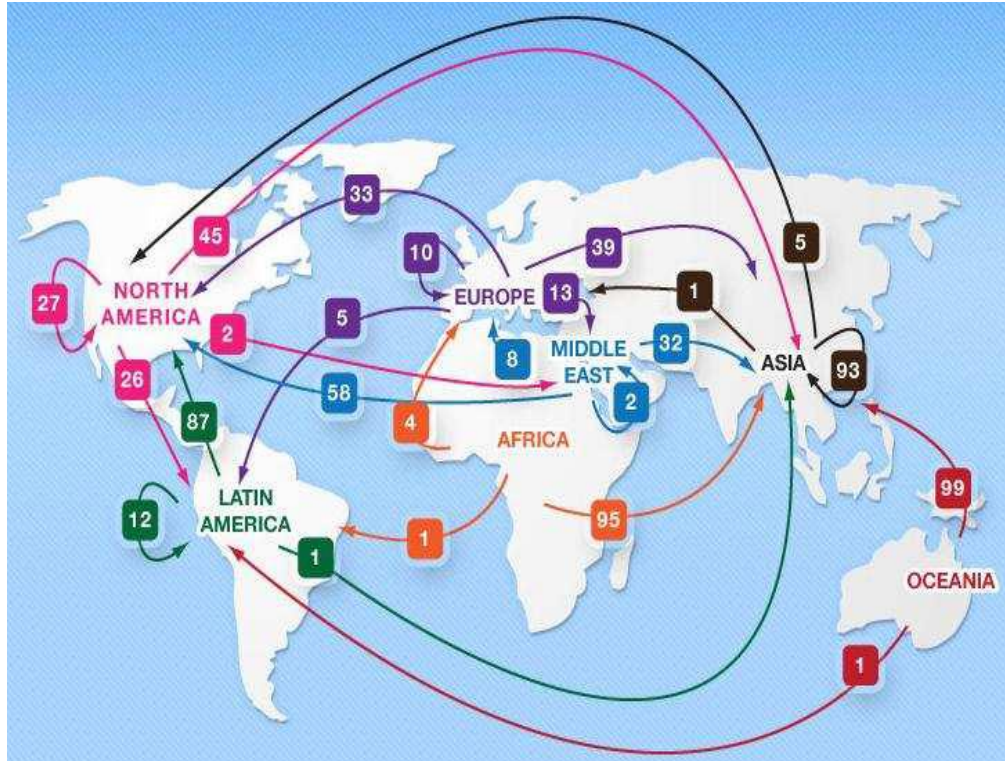 33
45
10
39
5
27
NORTH
AMERICA
EUROPE
13
1
5
2
MIDDLE
EAST
32
ASIA
8
93
26
58
2
87
4
AFRICA
12
LATIN
AMERICA
1
1
95
99
OCEANIA
1